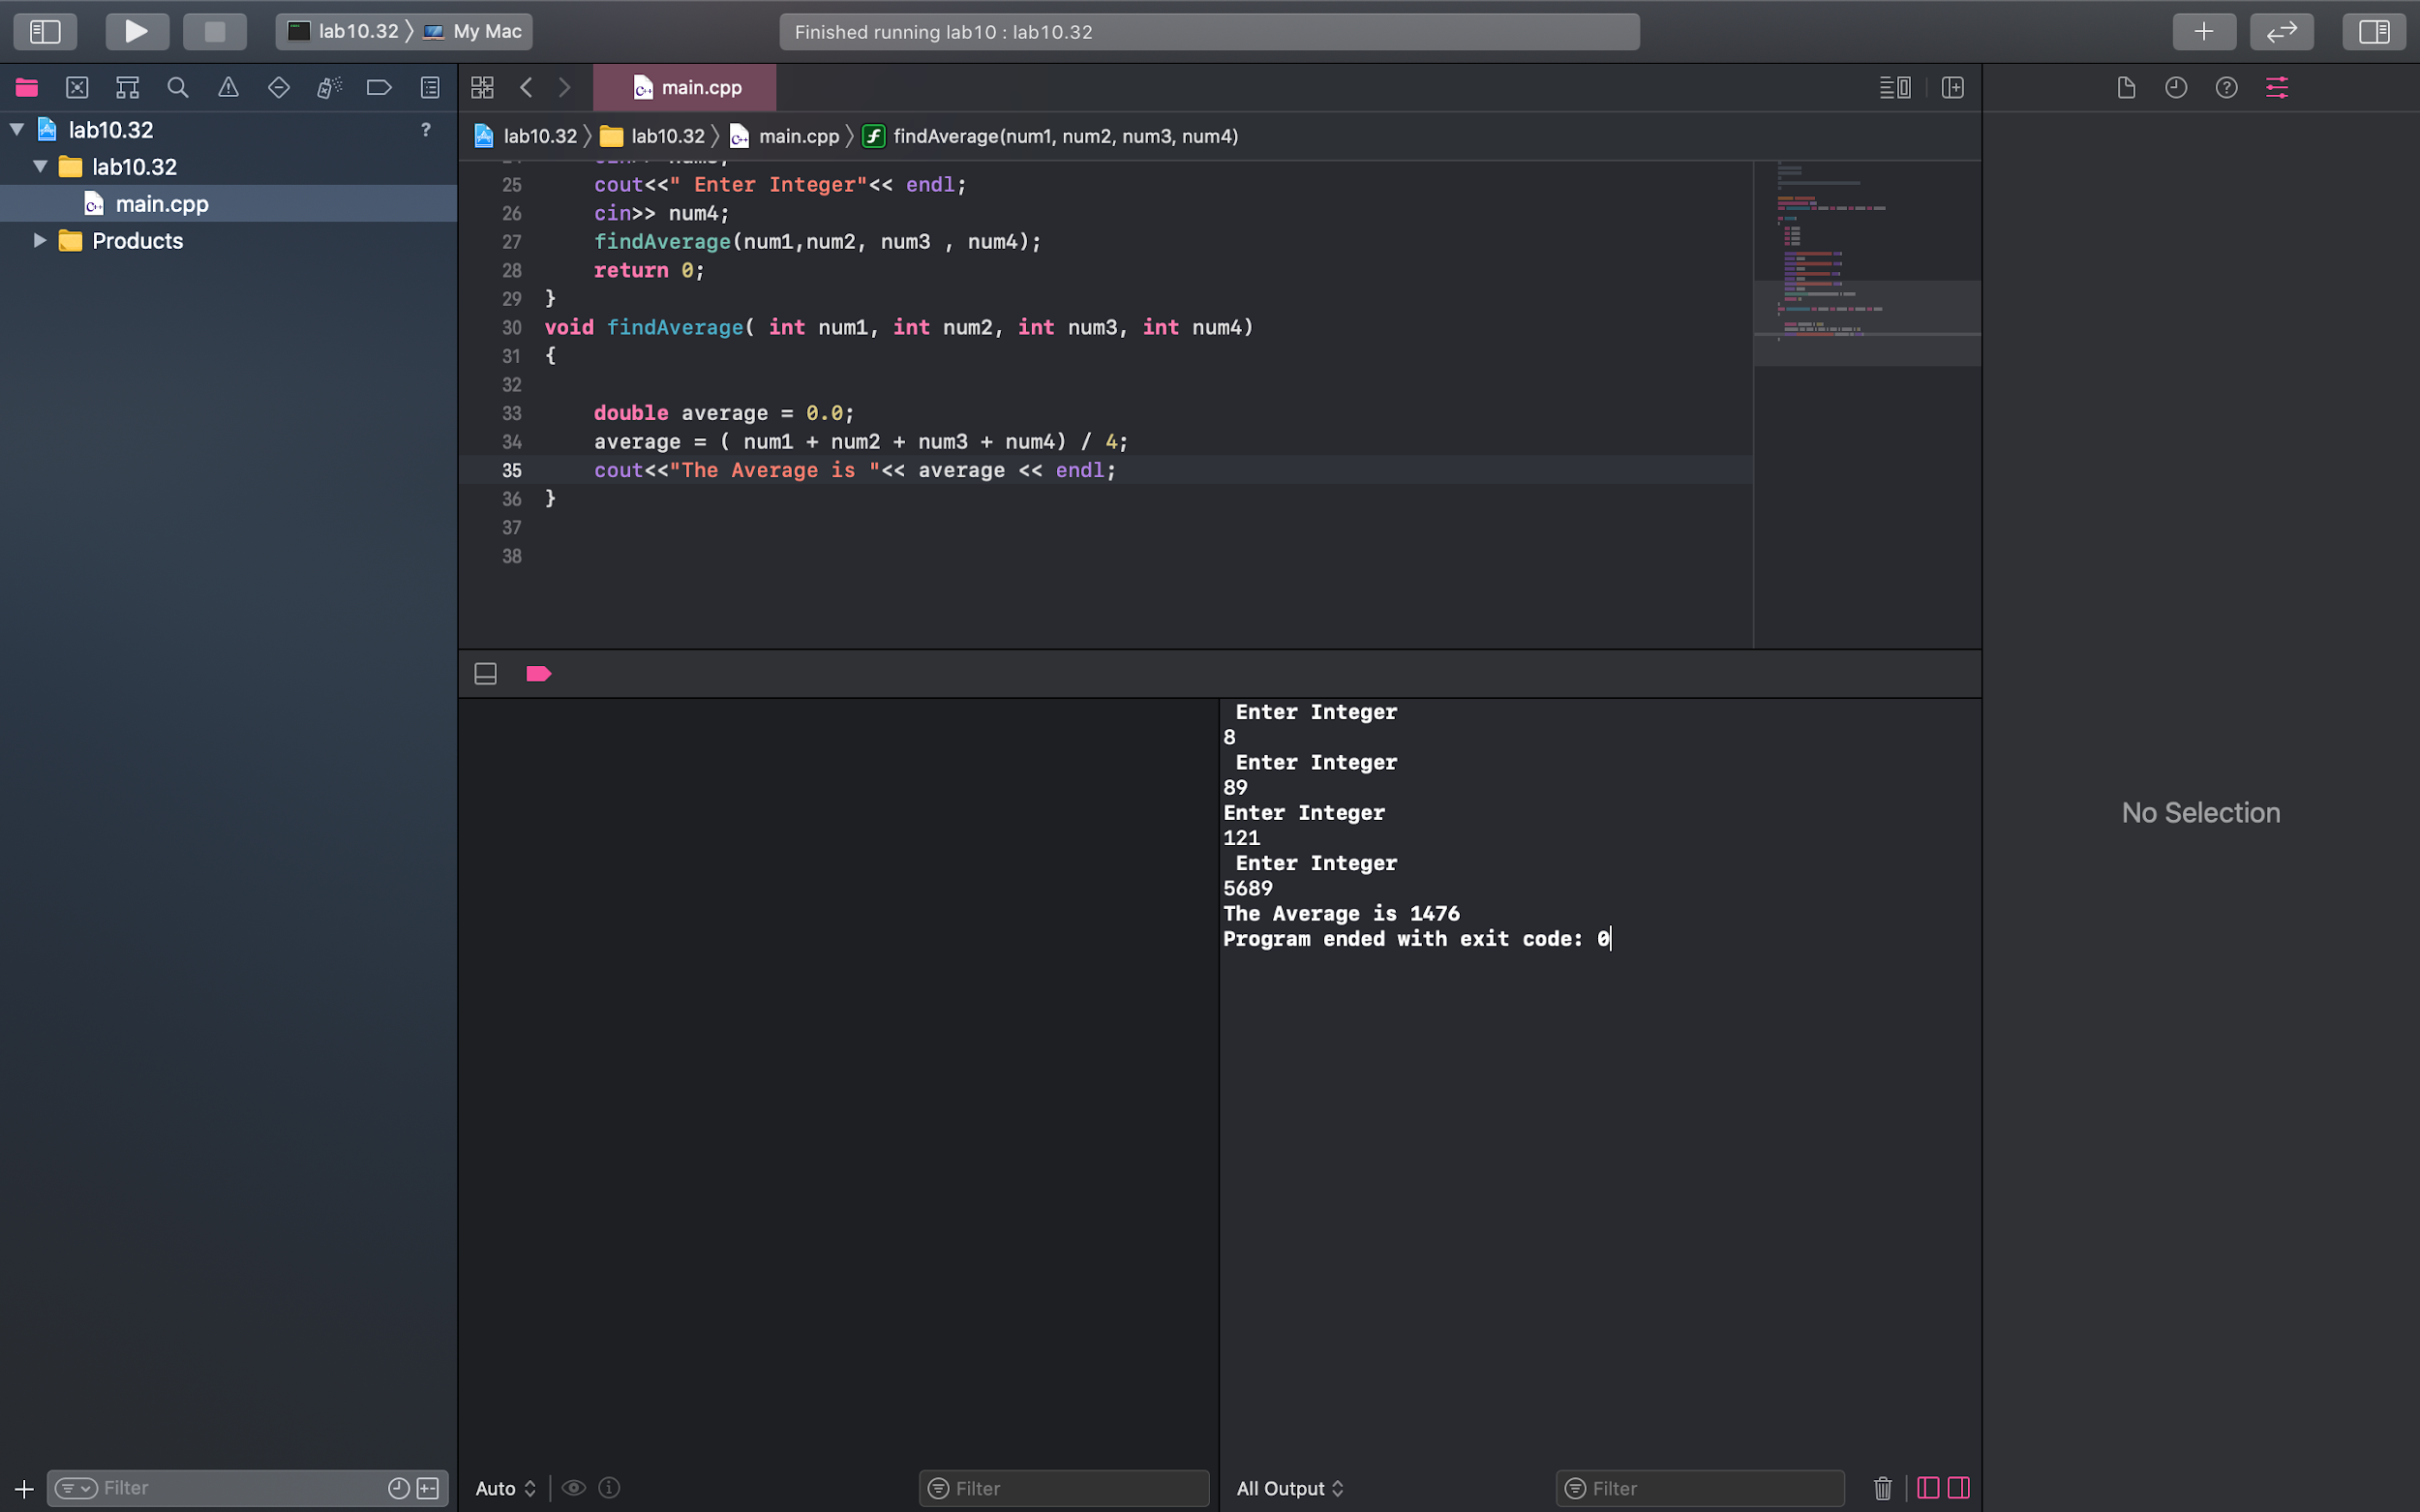 lab10.32 〉 My Mac
Finished running lab10 : lab10.32
main.cpp
lab10.32 ?
lab10.32
main.cpp
Products
lab10.32 〉 lab10.32 〉 main.cpp 〉 f findAverage(num1, num2, num3, num4)
25 cout<<" Enter Integer"<< endl;
26 cin>> num4;
27 findAverage(num1,num2, num3 , num4);
28 return 0;
29 }
30 void findAverage( int num1, int num2, int num3, int num4)
31 {
32
33 double average = 0.0;
34 average = ( num1 + num2 + num3 + num4) / 4;
35 cout<<"The Average is "<< average << endl;
36 }
37
38
Enter Integer
8
Enter Integer
89
Enter Integer
121
Enter Integer
5689
The Average is 1476
Program ended with exit code: 0
No Selection
Filter
Auto
Filter
All Output
Filter